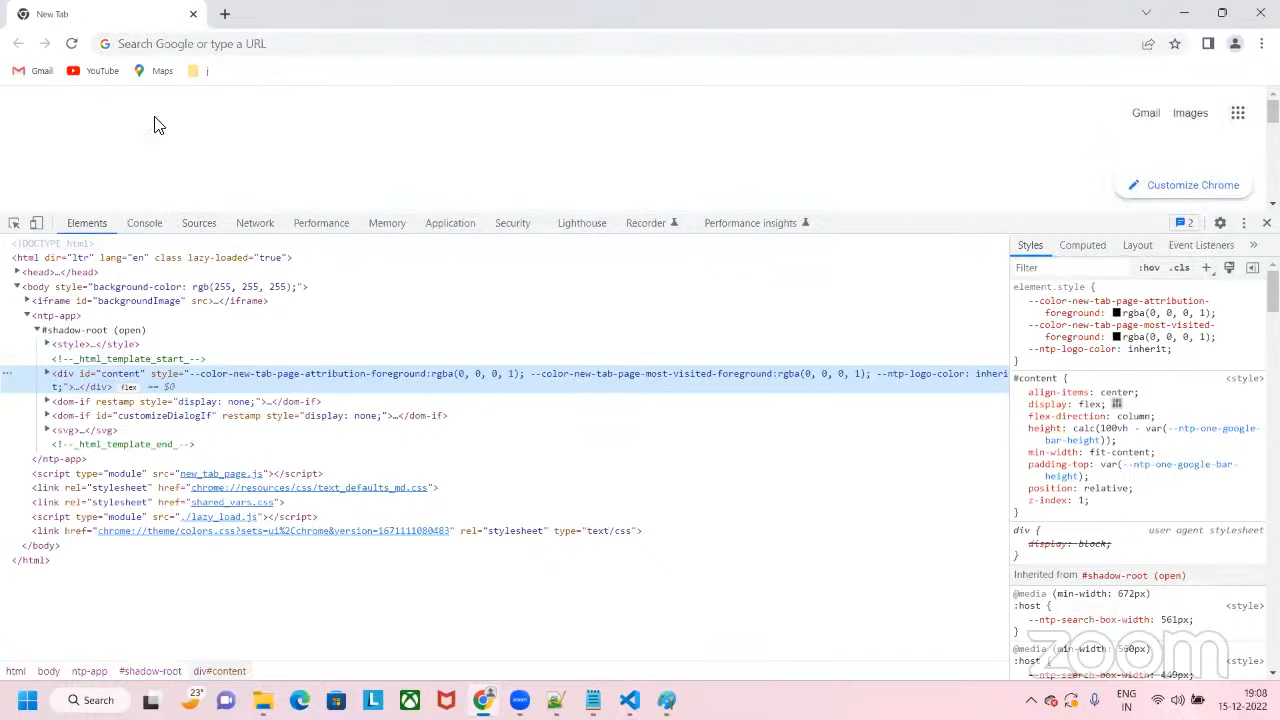 New Tab
Search Google or type a URL
Gmail YouTube Maps j
Gmail Images
Customize Chrome
Elements Console Sources Network Performance Memory Application Security Lighthouse Recorder Performance insights 2
<!DOCTYPE html>
<html dir="ltr" lang="en" class lazy-loaded="true">
<head>…</head>
<body style="background-color: rgb(255, 255, 255);">
<iframe id="backgroundImage" src>…</iframe>
<ntp-app>
#shadow-root (open)
<style>…</style>
<!--_html_template_start_-->
<div id="content" style="--color-new-tab-page-attribution-foreground:rgba(0, 0, 0, 1); --color-new-tab-page-most-visited-foreground:rgba(0, 0, 0, 1); --ntp-logo-color: inheri
t;">…</div> flex == $0
<dom-if restamp style="display: none;">…</dom-if>
<dom-if id="customizeDialogIf" restamp style="display: none;">…</dom-if>
<svg>…</svg>
<!--_html_template_end_-->
</ntp-app>
<script type="module" src="new_tab_page.js"></script>
<link rel="stylesheet" href="chrome://resources/css/text_defaults_md.css">
<link rel="stylesheet" href="shared_vars.css">
<script type="module" src="./lazy_load.js"></script>
<link href="chrome://theme/colors.css?sets=ui%2Cchrome&version=1671111080483" rel="stylesheet" type="text/css">
</body>
</html>
html body ntp-app #shadow-root div#content
Styles Computed Layout Event Listeners »
Filter :hov .cls +
element.style {
--color-new-tab-page-attribution-
foreground: rgba(0, 0, 0, 1);
--color-new-tab-page-most-visited-
foreground: rgba(0, 0, 0, 1);
--ntp-logo-color: inherit;
}
#content { <style>
align-items: center;
display: flex;
flex-direction: column;
height: calc(100vh - var(--ntp-one-google-
bar-height));
min-width: fit-content;
padding-top: var(--ntp-one-google-bar-
height);
position: relative;
z-index: 1;
}
div { user agent stylesheet
display: block;
}
Inherited from #shadow-root (open)
@media (min-width: 672px)
:host { <style>
--ntp-search-box-width: 561px;
}
@media (min-width: 560px)
:host { <style>
--ntp-search-box-width: 449px;
zoom
Search 23° ENG
IN 19:08
15-12-2022